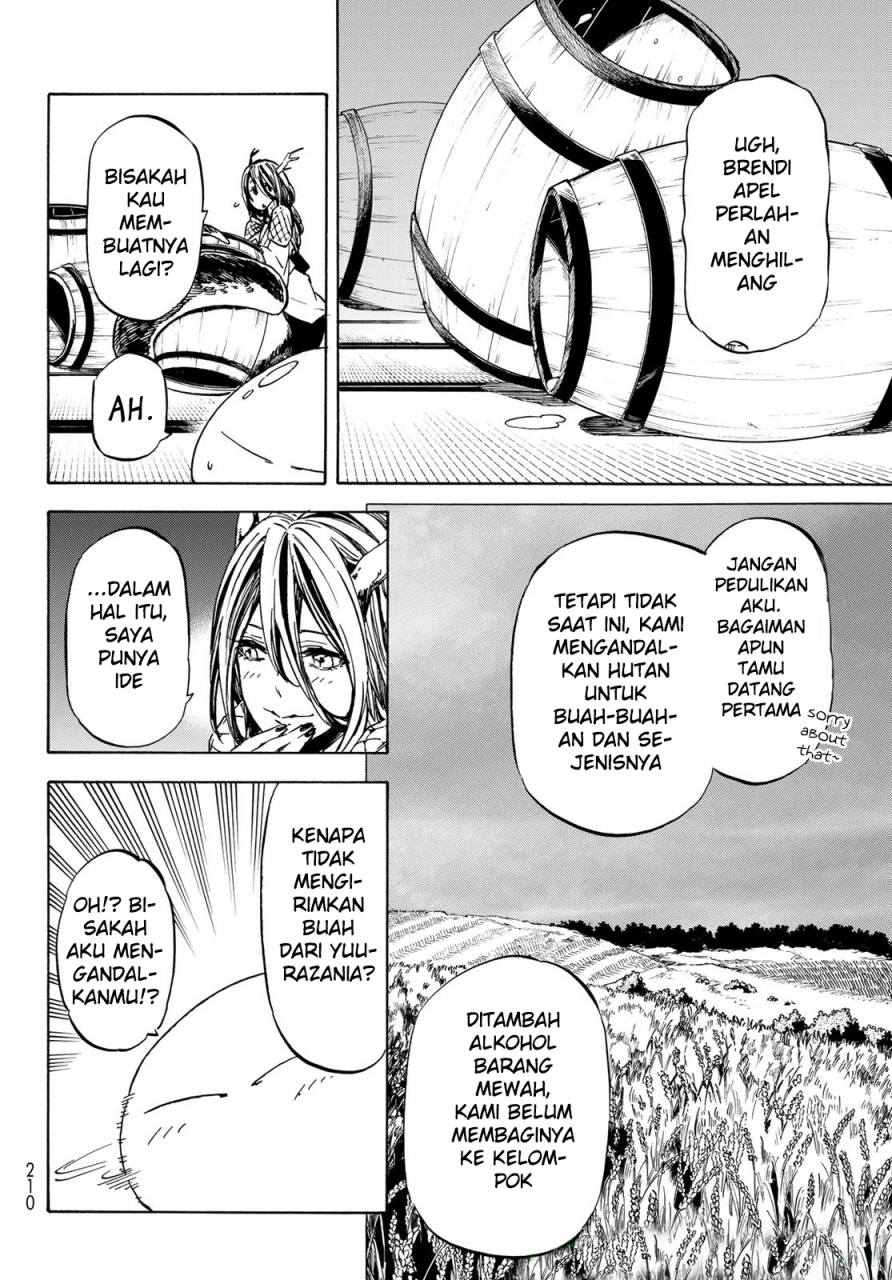 UGH,
BRENDI
APEL
PERLAH-
AN
MENGHIL-
ANG
BISAKAH
KAU
MEM-
BUATNYA
LAGI?
AH.
JANGAN
PEDULIKAN
AKU.
BAGAIMAN
APUN
TAMU
DATANG
PERTAMA
sorry
about
that~
TETAPI TIDAK
SAAT INI, KAMI
MENGANDAL-
KAN HUTAN
UNTUK
BUAH-BUAH-
AN DAN SE-
JENISNYA
DITAMBAH
ALKOHOL
BARANG
MEWAH,
KAMI BELUM
MEMBAGINYA
KE KELOM-
POK
...DALAM
HAL ITU,
SAYA
PUNYA
IDE
KENAPA
TIDAK
MENGI-
RIMKAN
BUAH
DARI YUU-
RAZANIA?
OH!? BI-
SAKAH
AKU MEN-
GANDAL-
KANMU!?
210